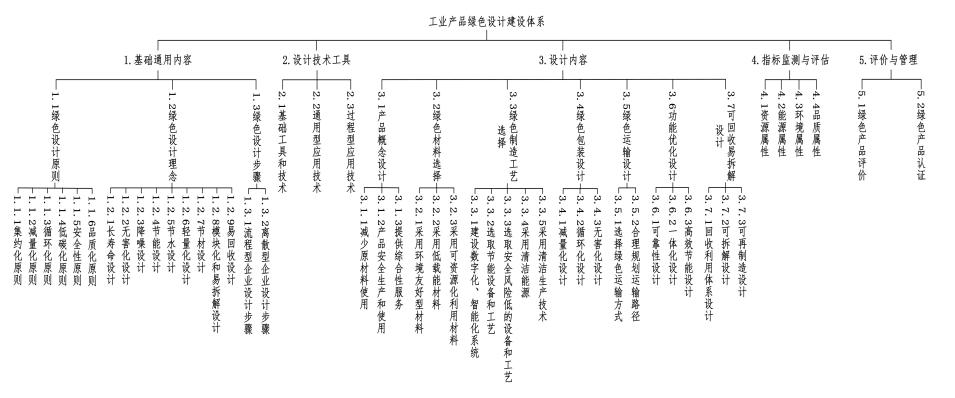 工业产品绿色设计建设体系
1.基础通用内容
2.设计技术工具
3.设计内容
4.指标监测与评估
5.评价与管理
1.1绿色设计原则
1.2绿色设计理念
1.3绿色设计步骤
2.1基础工具和技术
2.2通用型应用技术
2.3过程型应用技术
3.1产品概念设计
3.2绿色材料选择
3.3绿色制造工艺
选择
3.4绿色包装设计
3.5绿色运输设计
3.6功能优化设计
3.7可回收易拆解
设计
4.1资源属性
4.2能源属性
4.3环境属性
4.4品质属性
5.1绿色产品评价
5.2绿色产品认证
1.1.1集约化原则
1.1.2减量化原则
1.1.3循环化原则
1.1.4低碳化原则
1.1.5安全性原则
1.1.6品质化原则
1.2.1长寿命设计
1.2.2无害化设计
1.2.3降噪设计
1.2.4节能设计
1.2.5节水设计
1.2.6轻量化设计
1.2.7节材设计
1.2.8模块化和易拆解设计
1.2.9易回收设计
1.3.1流程型企业设计步骤
1.3.2离散型企业设计步骤
3.1.1减少原材料使用
3.1.2产品安全生产和使用
3.1.3提供综合性服务
3.2.1采用环境友好型材料
3.2.2采用低载能材料
3.2.3采用可资源化利用材料
3.3.1建设数字化、智能化系统
3.3.2选取节能设备和工艺
3.3.3选取安全风险低的设备和工艺
3.3.4采用清洁能源
3.3.5采用清洁生产技术
3.4.1减量化设计
3.4.2循环化设计
3.4.3无害化设计
3.5.1选择绿色运输方式
3.5.2合理规划运输路径
3.6.1可靠性设计
3.6.2一体化设计
3.6.3高效节能设计
3.7.1回收利用体系设计
3.7.2可拆解设计
3.7.3可再制造设计